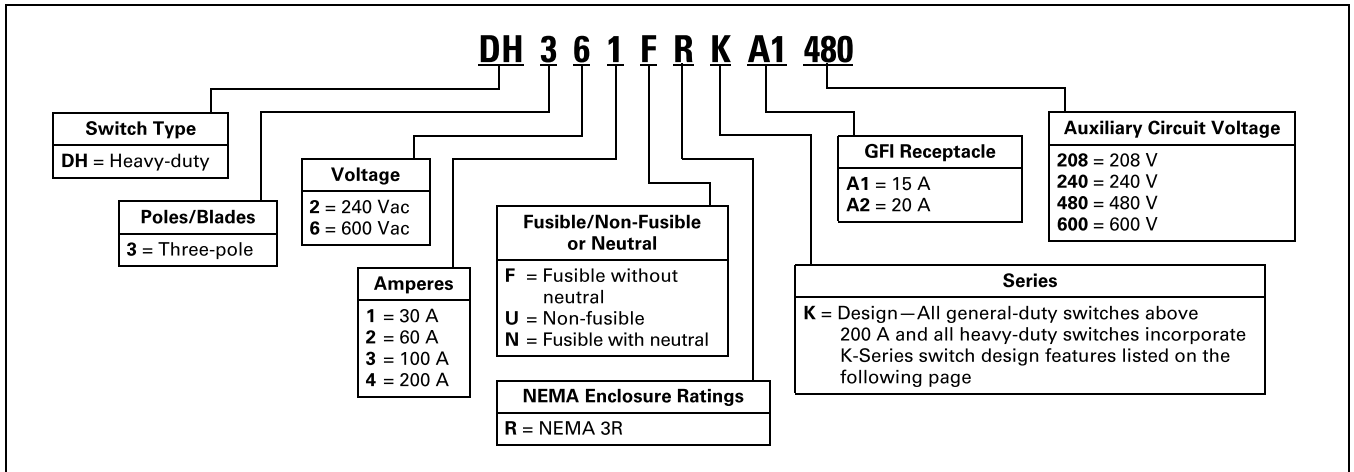 DH 3 6 1 F R K A1 480
Switch Type
DH = Heavy-duty
Poles/Blades
3 = Three-pole
Voltage
2 = 240 Vac
6 = 600 Vac
Amperes
1 = 30 A
2 = 60 A
3 = 100 A
4 = 200 A
Fusible/Non-Fusible
or Neutral
F = Fusible without
neutral
U = Non-fusible
N = Fusible with neutral
NEMA Enclosure Ratings
R = NEMA 3R
GFI Receptacle
A1 = 15 A
A2 = 20 A
Auxiliary Circuit Voltage
208 = 208 V
240 = 240 V
480 = 480 V
600 = 600 V
Series
K = Design—All general-duty switches above
200 A and all heavy-duty switches incorporate
K-Series switch design features listed on the
following page